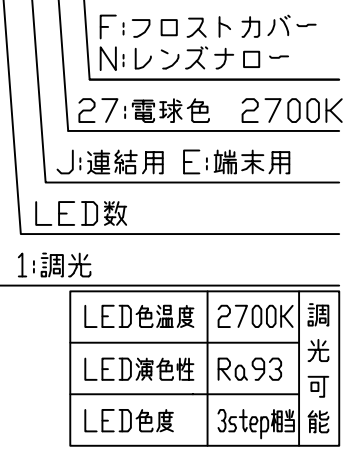 F:フロストカバー
N:レンズナロー
27:電球色 2700K
J:連結用 E:端末用
LED数
1:調光
LED色温度 2700K 調光可能
LED演色性 Ra93
LED色度 3step相当